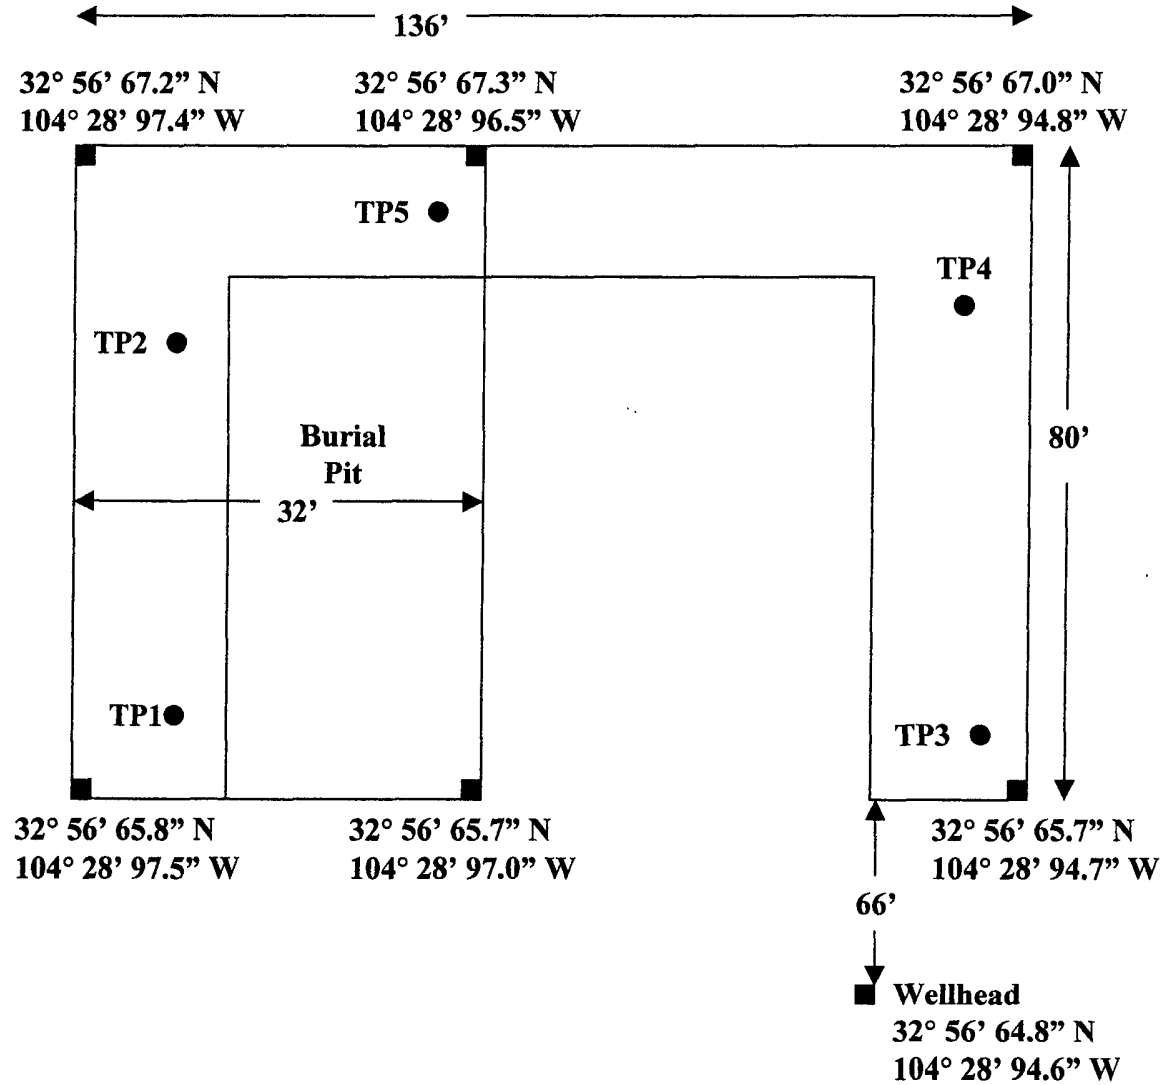 136’
32° 56’ 67.2” N
104° 28’ 97.4” W
32° 56’ 67.3” N
104° 28’ 96.5” W
32° 56’ 67.0” N
104° 28’ 94.8” W
TP5
TP4
TP2
Burial
Pit
80’
32’
TP1
TP3
32° 56’ 65.8” N
104° 28’ 97.5” W
32° 56’ 65.7” N
104° 28’ 97.0” W
32° 56’ 65.7” N
104° 28’ 94.7” W
66’
Wellhead
32° 56’ 64.8” N
104° 28’ 94.6” W